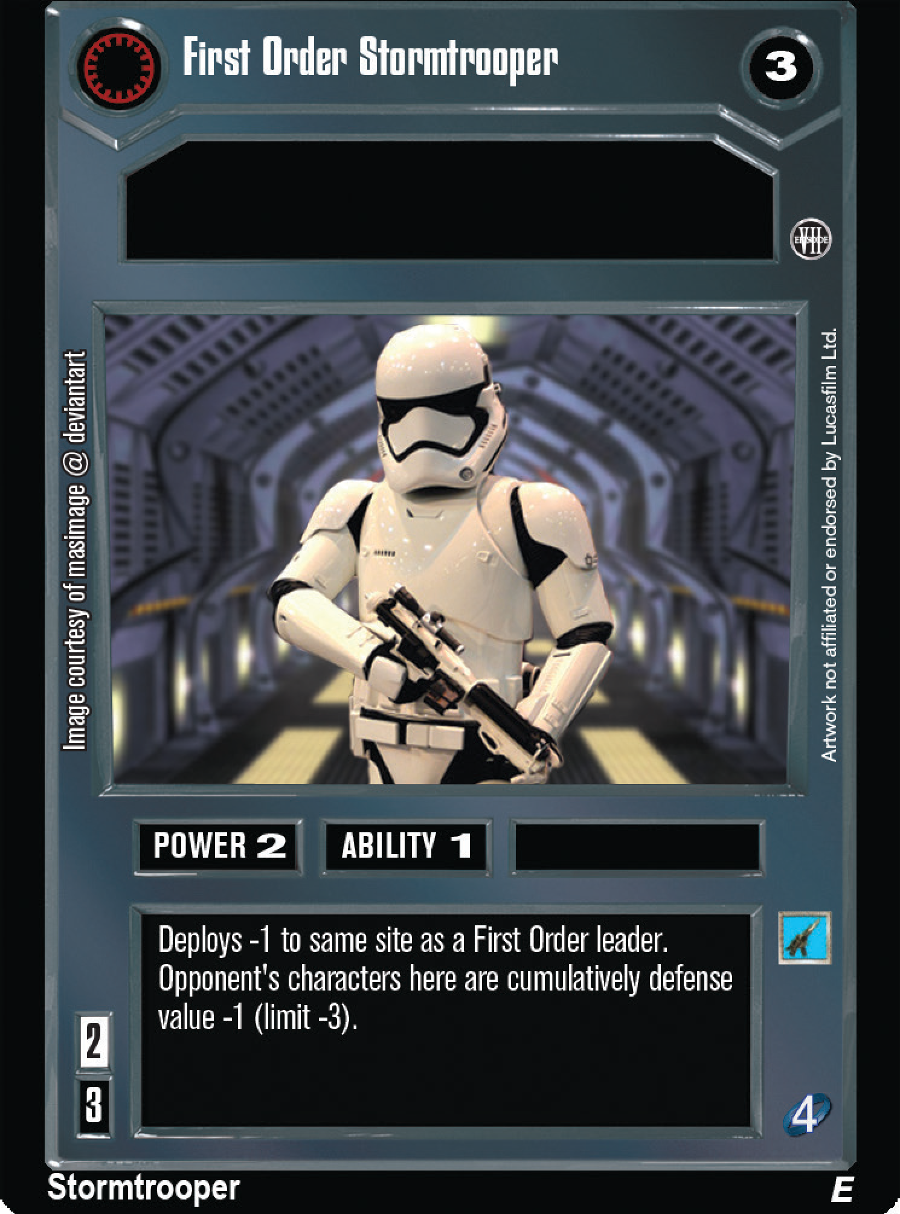 First Order Stormtrooper
3
EPISODE
VII
Image courtesy of masimage @ deviantart
Artwork not affiliated or endorsed by Lucasfilm Ltd.
POWER 2
ABILITY 1
Deploys -1 to same site as a First Order leader.
Opponent's characters here are cumulatively defense
value -1 (limit -3).
2
3
4
Stormtrooper
E